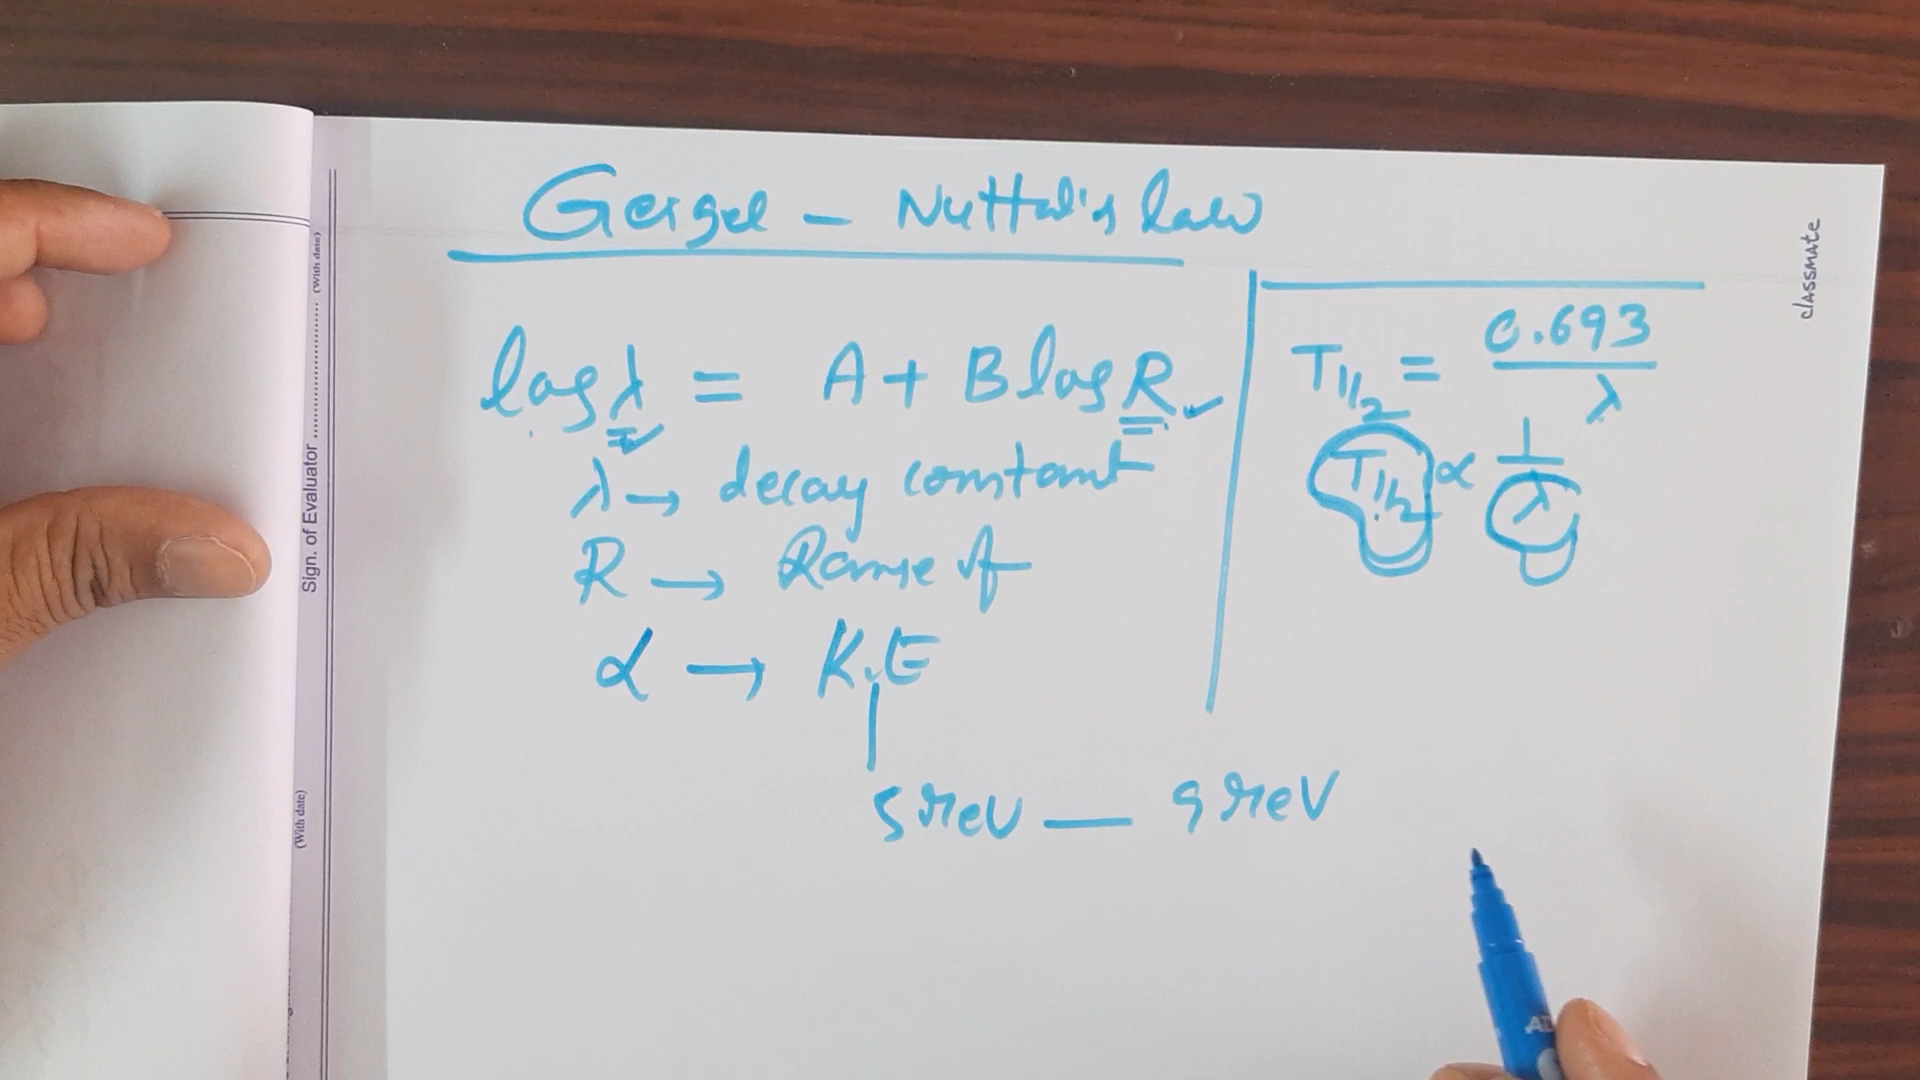 Geigel - Nuttal's law
log λ = A + B log R
λ → decay constant
R → Range of
α → K.E
5 MeV — 9 MeV
T1/2 = 0.693/λ
T1/2 ∝ 1/λ
classmate
(With date)
Sign. of Evaluator ........................
(With date)